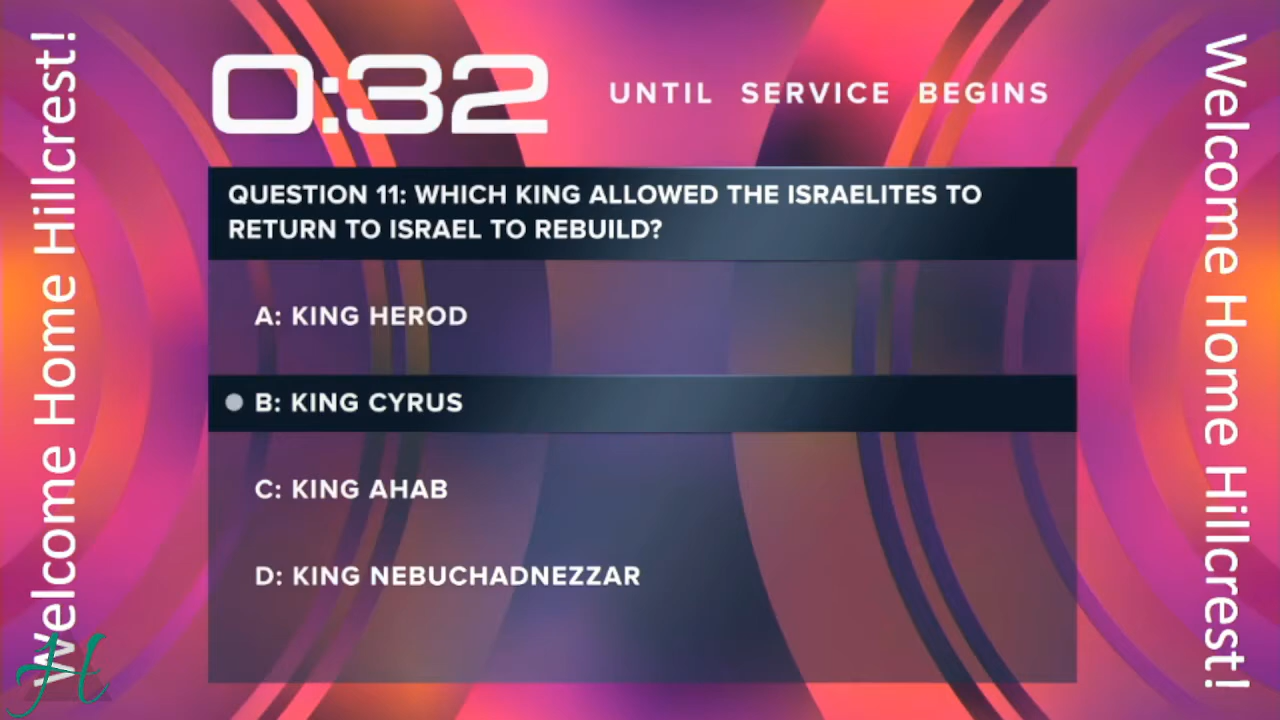 Welcome Home Hillcrest!
0:32
UNTIL SERVICE BEGINS
QUESTION 11: WHICH KING ALLOWED THE ISRAELITES TO
RETURN TO ISRAEL TO REBUILD?
A: KING HEROD
B: KING CYRUS
C: KING AHAB
D: KING NEBUCHADNEZZAR
Welcome Home Hillcrest!
H